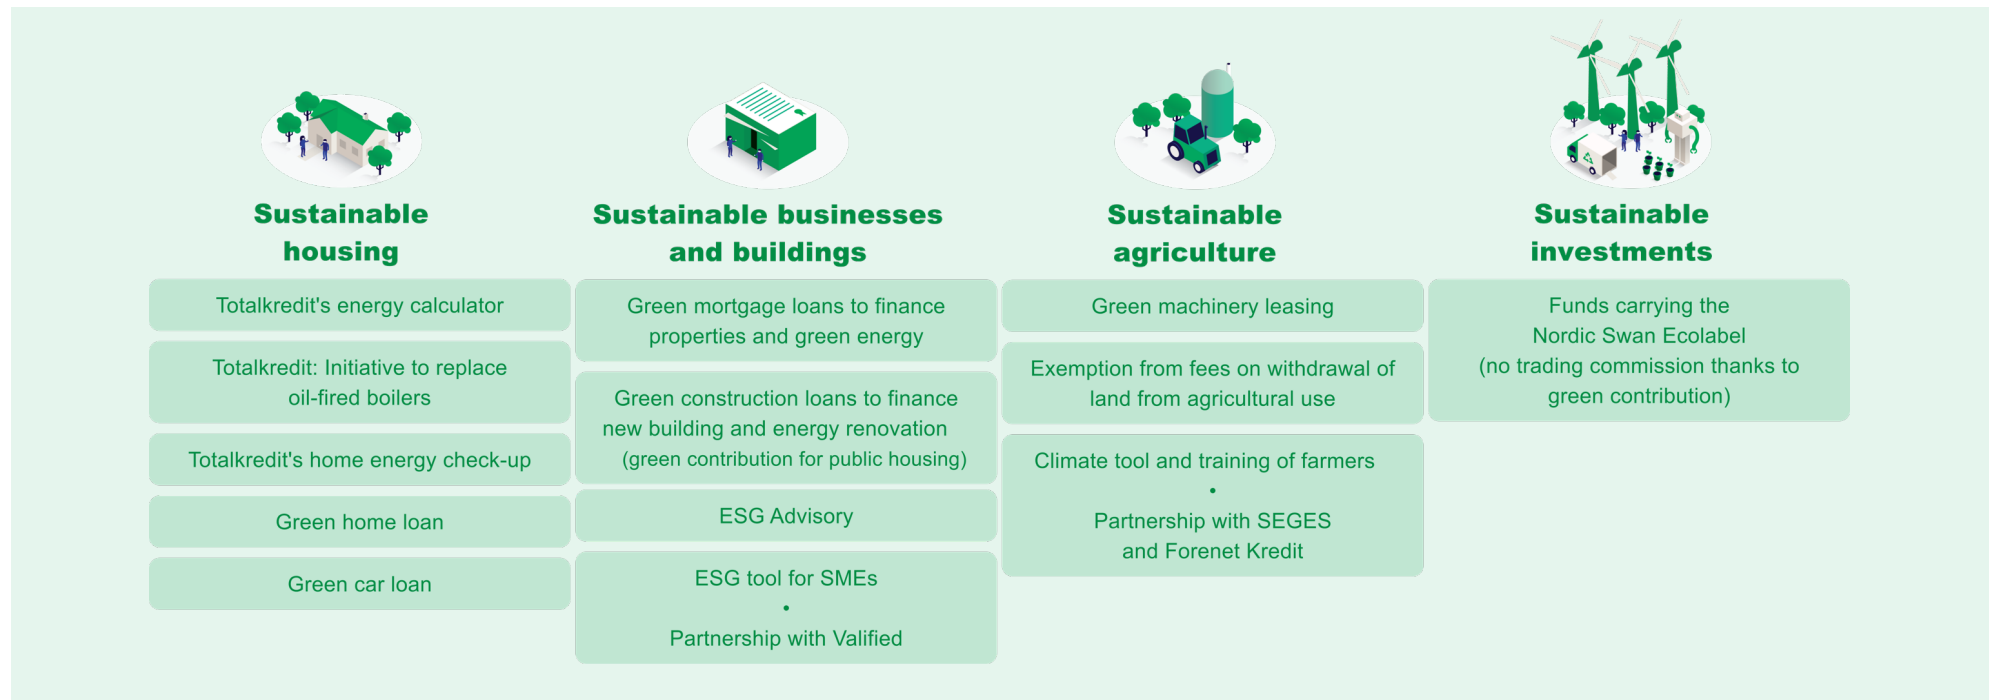 Sustainable
housing
Totalkredit's energy calculator
Totalkredit: Initiative to replace
oil-fired boilers
Totalkredit's home energy check-up
Green home loan
Green car loan
Sustainable businesses
and buildings
Green mortgage loans to finance
properties and green energy
Green construction loans to finance
new building and energy renovation
(green contribution for public housing)
ESG Advisory
ESG tool for SMEs
•
Partnership with Valified
Sustainable
agriculture
Green machinery leasing
Exemption from fees on withdrawal of
land from agricultural use
Climate tool and training of farmers
•
Partnership with SEGES
and Forenet Kredit
Sustainable
investments
Funds carrying the
Nordic Swan Ecolabel
(no trading commission thanks to
green contribution)